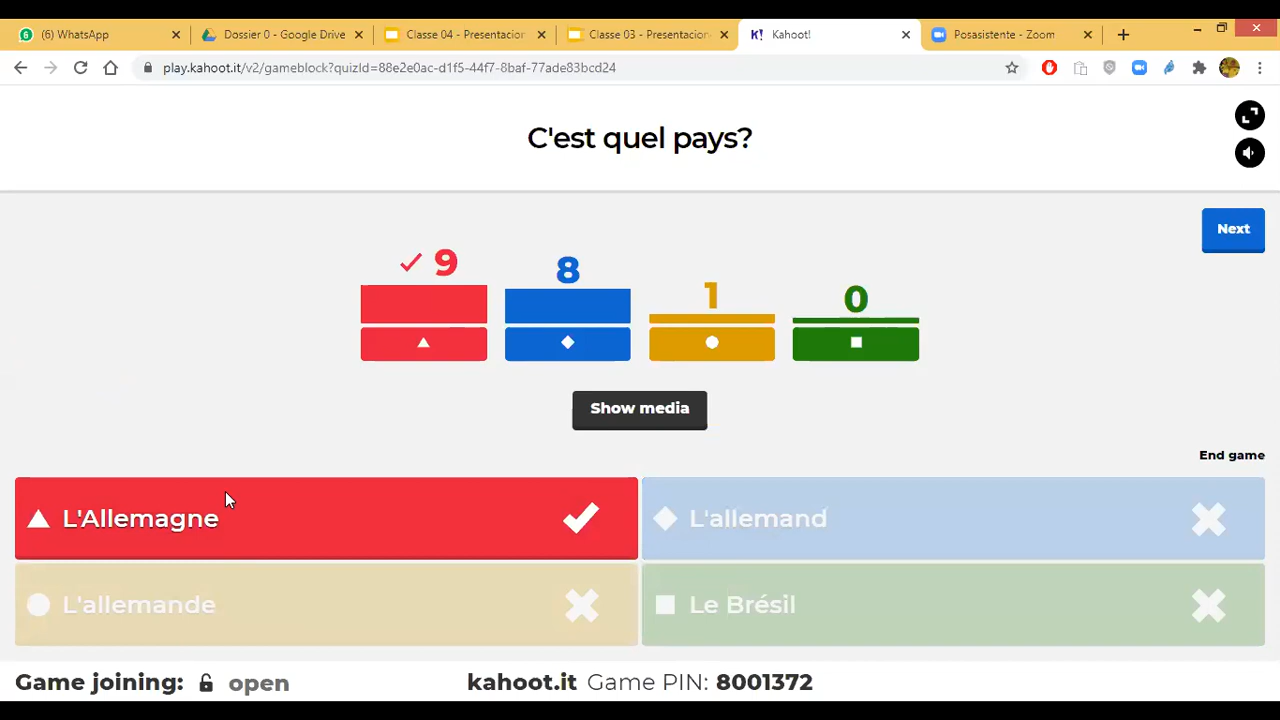 6 (6) WhatsApp
Dossier 0 - Google Drive
Classe 04 - Presentacion
Classe 03 - Presentacion
K! Kahoot!
Posasistente - Zoom
play.kahoot.it/v2/gameblock?quizId=88e2e0ac-d1f5-44f7-8baf-77ade83bcd24
C'est quel pays?
Next
9
8
1
0
Show media
End game
L'Allemagne
L'allemand
L'allemande
Le Brésil
Game joining: open
kahoot.it Game PIN: 8001372